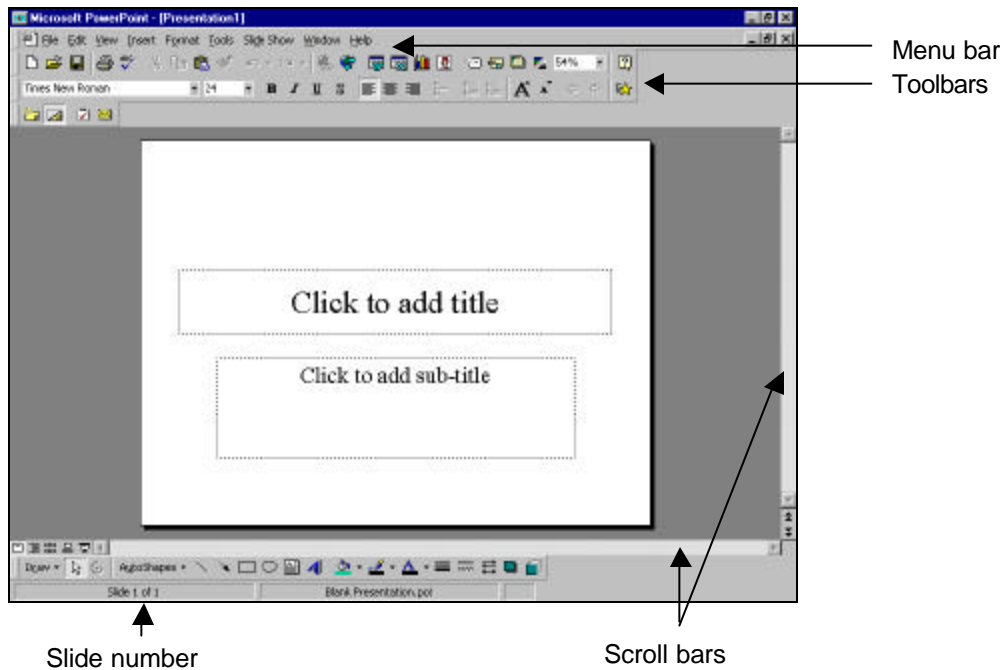 Microsoft PowerPoint - [Presentation1]
File Edit View Insert Format Tools Slide Show Window Help
Menu bar
54%
Toolbars
Times New Roman 24 B I U S A A
Click to add title
Click to add sub-title
Draw AutoShapes A A
Slide 1 of 1 Blank Presentation.pot
Slide number
Scroll bars